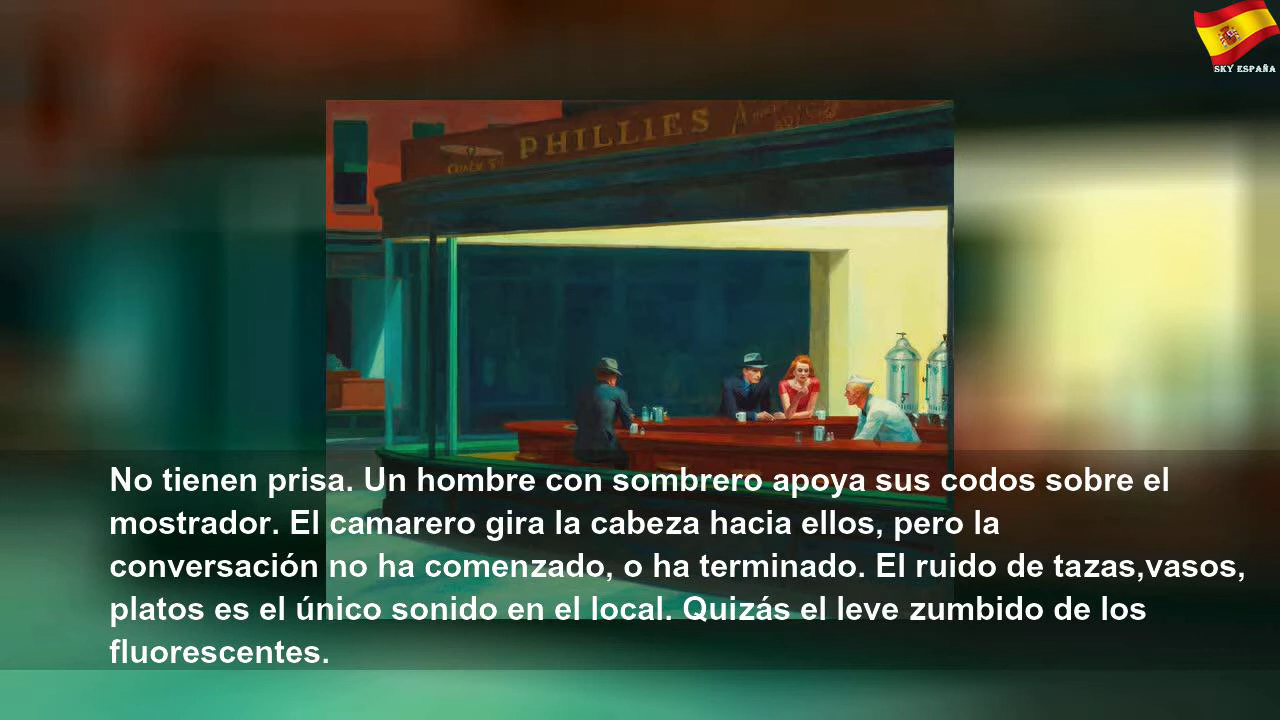 SKY ESPAÑA
PHILLIES
No tienen prisa. Un hombre con sombrero apoya sus codos sobre el
mostrador. El camarero gira la cabeza hacia ellos, pero la
conversación no ha comenzado, o ha terminado. El ruido de tazas,vasos,
platos es el único sonido en el local. Quizás el leve zumbido de los
fluorescentes.